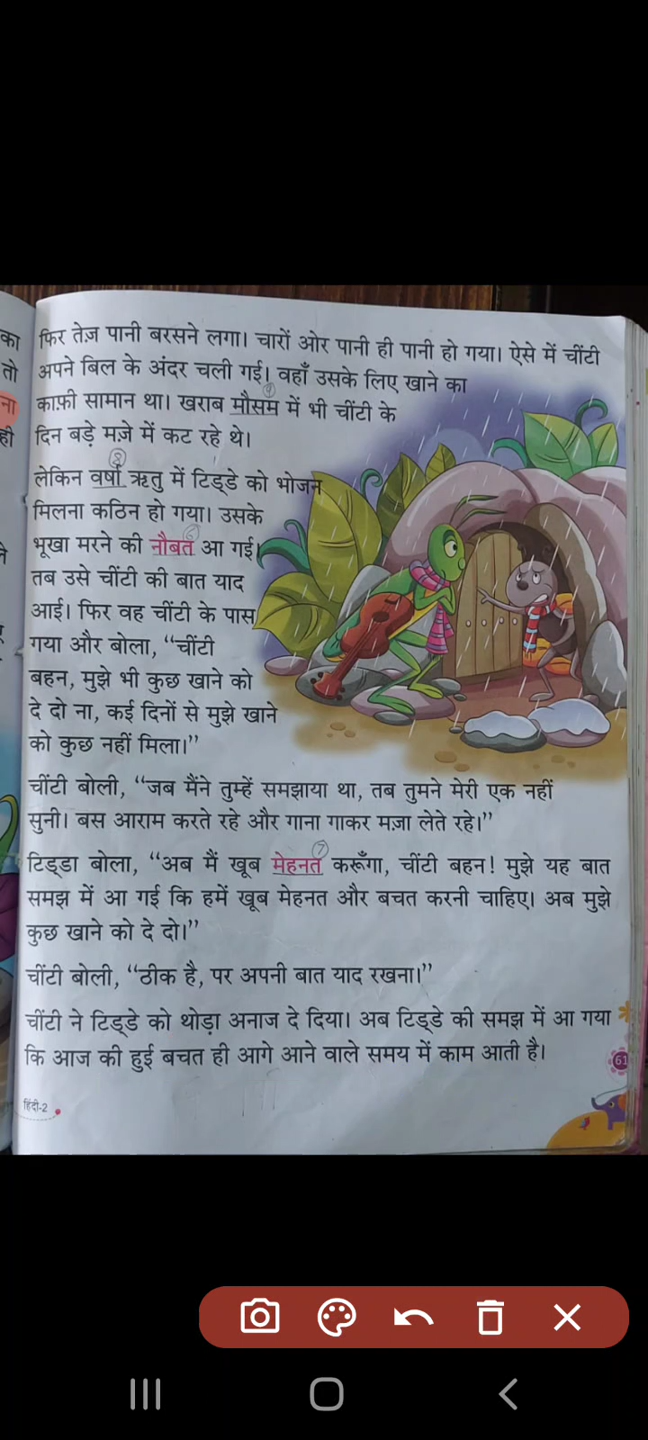 का
तो
ना
ही
फिर तेज़ पानी बरसने लगा। चारों ओर पानी ही पानी हो गया। ऐसे में चींटी
अपने बिल के अंदर चली गई। वहाँ उसके लिए खाने का
काफ़ी सामान था। खराब मौसम में भी चींटी के
दिन बड़े मज़े में कट रहे थे।
8
लेकिन वर्षा ऋतु में टिड्डे को भोजन
मिलना कठिन हो गया। उसके
भूखा मरने की नौबत आ गई।
तब उसे चींटी की बात याद
आई। फिर वह चींटी के पास
गया और बोला, “चींटी
बहन, मुझे भी कुछ खाने को
दे दो ना, कई दिनों से मुझे खाने
को कुछ नहीं मिला।”
चींटी बोली, “जब मैंने तुम्हें समझाया था, तब तुमने मेरी एक नहीं
सुनी। बस आराम करते रहे और गाना गाकर मज़ा लेते रहे।”
7
टिड्डा बोला, “अब मैं खूब मेहनत करूँगा, चींटी बहन! मुझे यह बात
समझ में आ गई कि हमें खूब मेहनत और बचत करनी चाहिए। अब मुझे
कुछ खाने को दे दो।”
चींटी बोली, “ठीक है, पर अपनी बात याद रखना।”
चींटी ने टिड्डे को थोड़ा अनाज दे दिया। अब टिड्डे की समझ में आ गया
कि आज की हुई बचत ही आगे आने वाले समय में काम आती है।
61
हिंदी-2